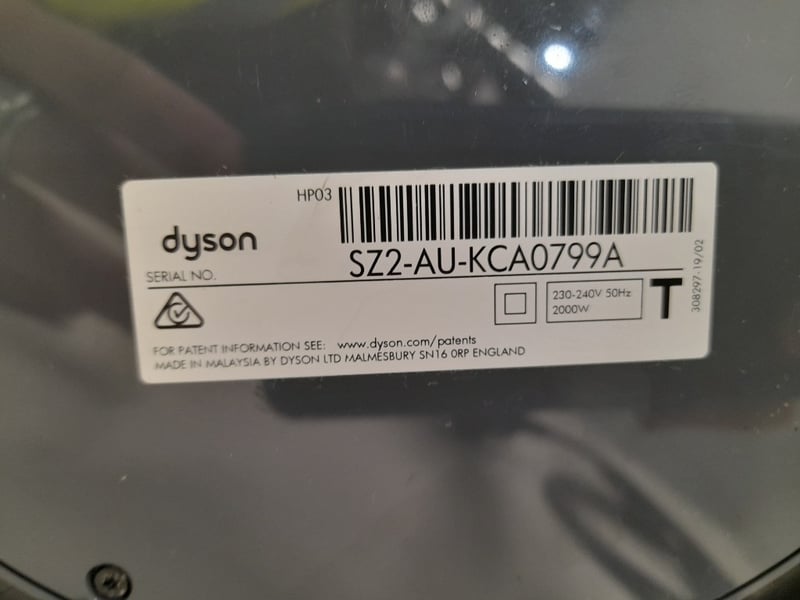 HP03
dyson
SZ2-AU-KCA0799A
SERIAL NO.
230-240V 50Hz
2000W
T
308297-19/02
FOR PATENT INFORMATION SEE: www.dyson.com/patents
MADE IN MALAYSIA BY DYSON LTD MALMESBURY SN16 0RP ENGLAND